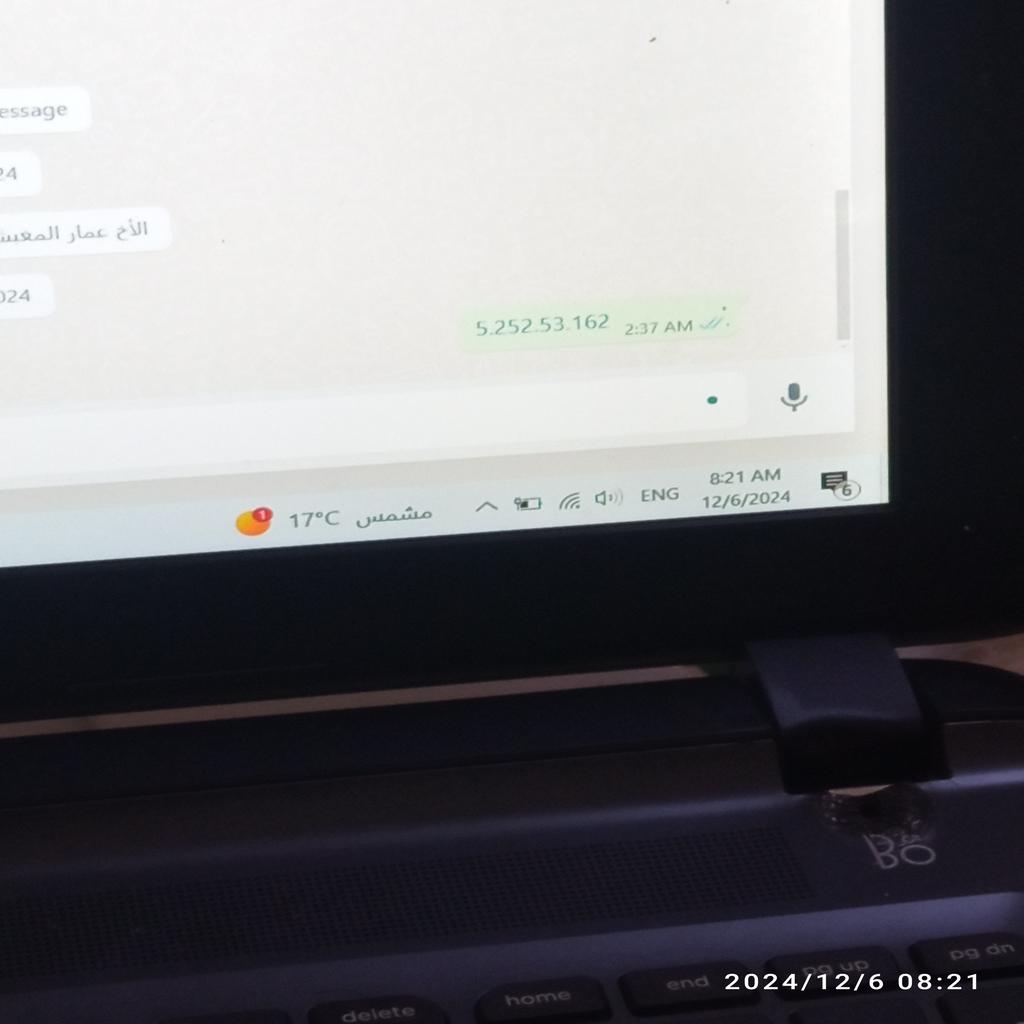 essage
24
الأخ عمار
024
5.252.53.162 2:37 AM
17°C مشمس
ENG
8:21 AM
12/6/2024
6
1
B&O
delete
home
end
pg up
pg dn
2024/12/6 08:21